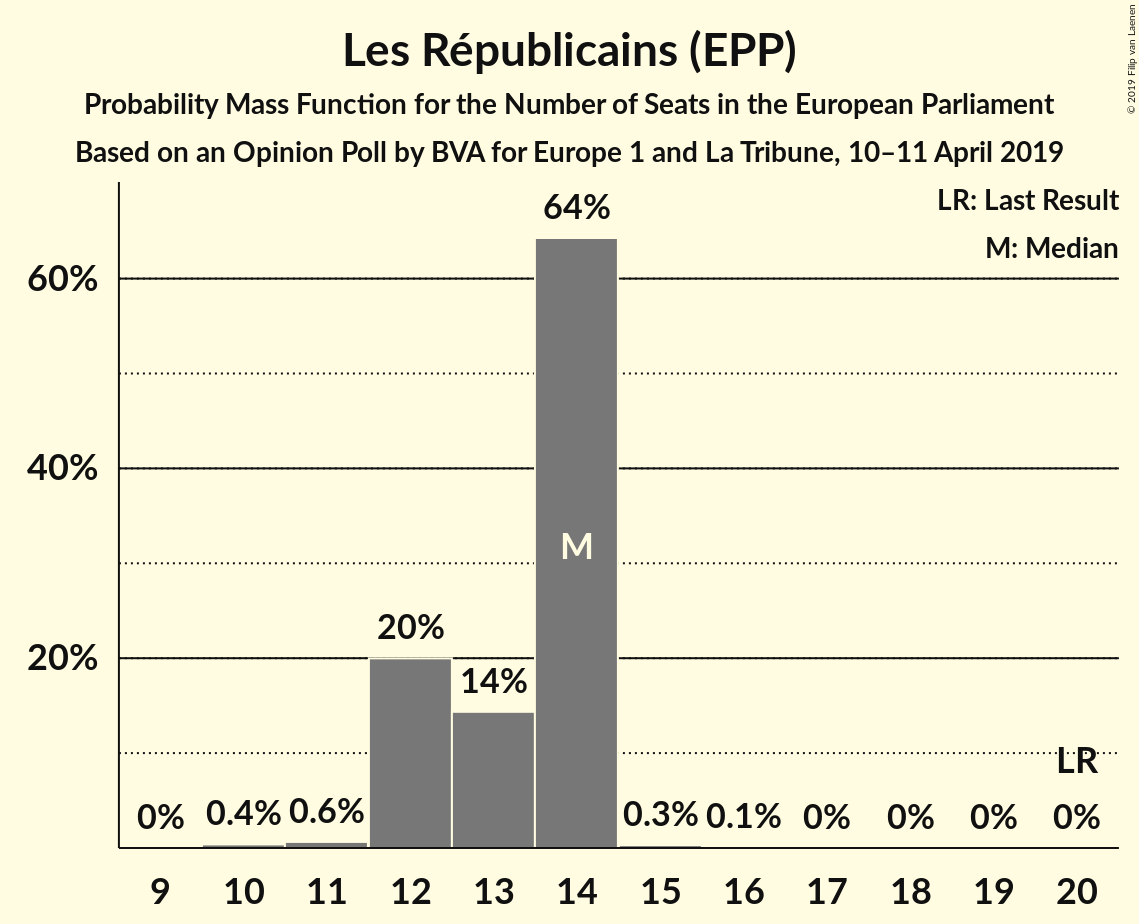 Les Républicains (EPP)
Probability Mass Function for the Number of Seats in the European Parliament
Based on an Opinion Poll by BVA for Europe 1 and La Tribune, 10–11 April 2019
© 2019 Filip van Laenen
LR: Last Result
M: Median
60%
40%
20%
0%
0.4%
0.6%
20%
14%
64%
M
0.3%
0.1%
0%
0%
0%
LR
0%
9 10 11 12 13 14 15 16 17 18 19 20